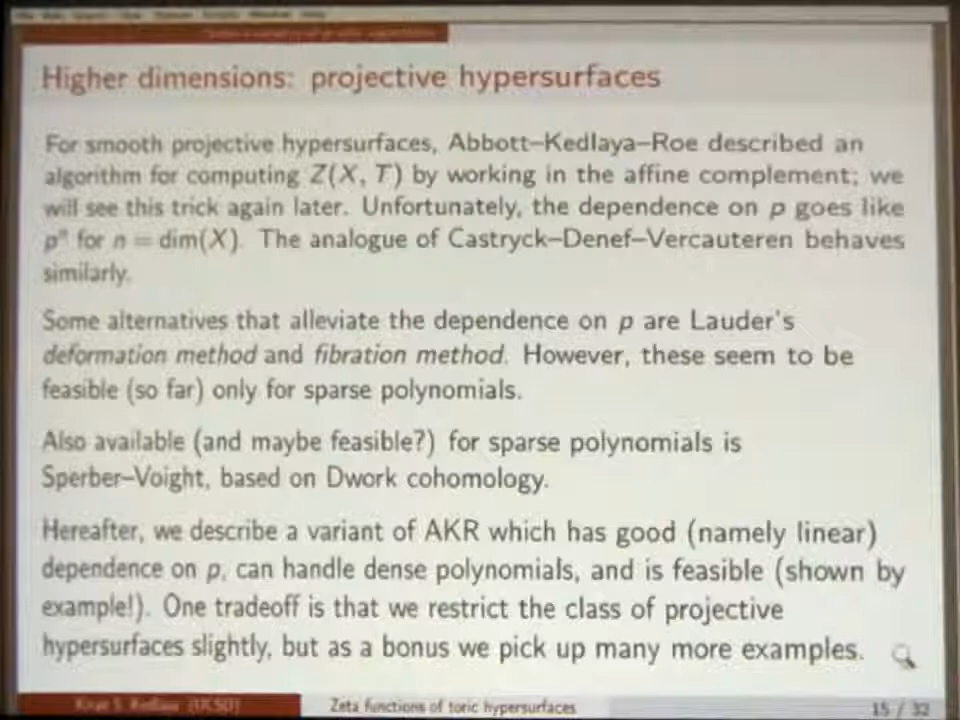 Higher dimensions: projective hypersurfaces
For smooth projective hypersurfaces, Abbott–Kedlaya–Roe described an
algorithm for computing Z(X, T) by working in the affine complement; we
will see this trick again later. Unfortunately, the dependence on p goes like
pⁿ for n = dim(X). The analogue of Castryck–Denef–Vercauteren behaves
similarly.
Some alternatives that alleviate the dependence on p are Lauder's
deformation method and fibration method. However, these seem to be
feasible (so far) only for sparse polynomials.
Also available (and maybe feasible?) for sparse polynomials is
Sperber–Voight, based on Dwork cohomology.
Hereafter, we describe a variant of AKR which has good (namely linear)
dependence on p, can handle dense polynomials, and is feasible (shown by
example!). One tradeoff is that we restrict the class of projective
hypersurfaces slightly, but as a bonus we pick up many more examples.
Kiran S. Kedlaya (UCSD)
Zeta functions of toric hypersurfaces
15 / 32